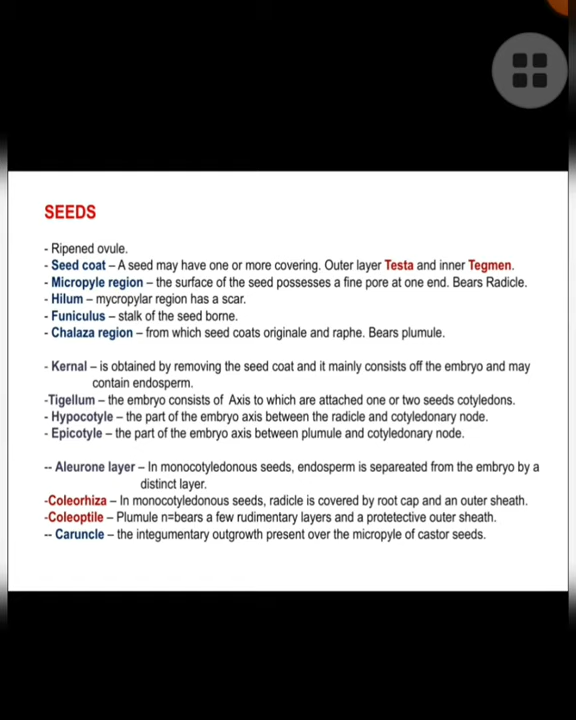 SEEDS
- Ripened ovule.
- Seed coat – A seed may have one or more covering. Outer layer Testa and inner Tegmen.
- Micropyle region – the surface of the seed possesses a fine pore at one end. Bears Radicle.
- Hilum – mycropylar region has a scar.
- Funiculus – stalk of the seed borne.
- Chalaza region – from which seed coats originale and raphe. Bears plumule.
- Kernal – is obtained by removing the seed coat and it mainly consists off the embryo and may
contain endosperm.
-Tigellum – the embryo consists of Axis to which are attached one or two seeds cotyledons.
- Hypocotyle – the part of the embryo axis between the radicle and cotyledonary node.
- Epicotyle – the part of the embryo axis between plumule and cotyledonary node.
-- Aleurone layer – In monocotyledonous seeds, endosperm is sepereated from the embryo by a
distinct layer.
-Coleorhiza – In monocotyledonous seeds, radicle is covered by root cap and an outer sheath.
-Coleoptile – Plumule n=bears a few rudimentary layers and a protetective outer sheath.
-- Caruncle – the integumentary outgrowth present over the micropyle of castor seeds.